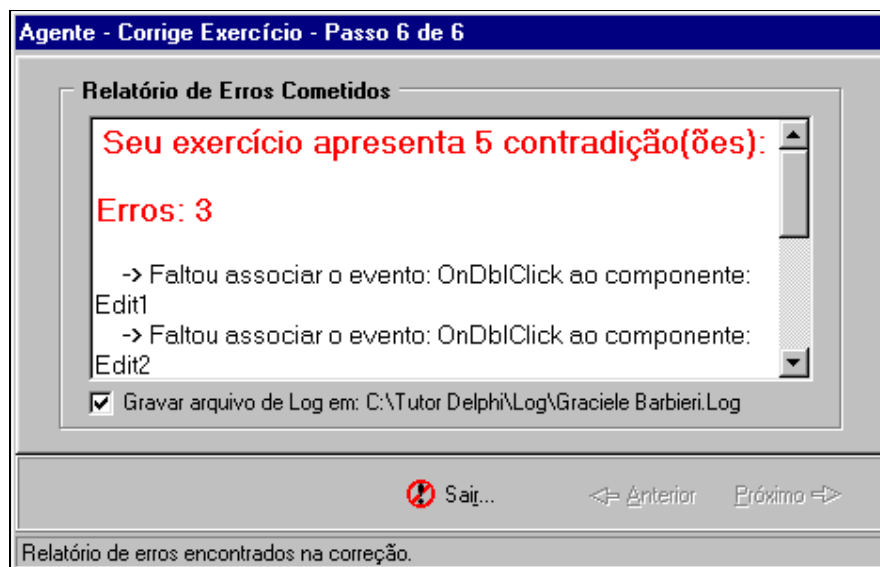 Agente - Corrige Exercício - Passo 6 de 6
Relatório de Erros Cometidos
Seu exercício apresenta 5 contradição(ões):
Erros: 3
-> Faltou associar o evento: OnDblClick ao componente:
Edit1
-> Faltou associar o evento: OnDblClick ao componente:
Edit2
Gravar arquivo de Log em: C:\Tutor Delphi\Log\Graciele Barbieri.Log
Sair...
Anterior
Próximo
Relatório de erros encontrados na correção.